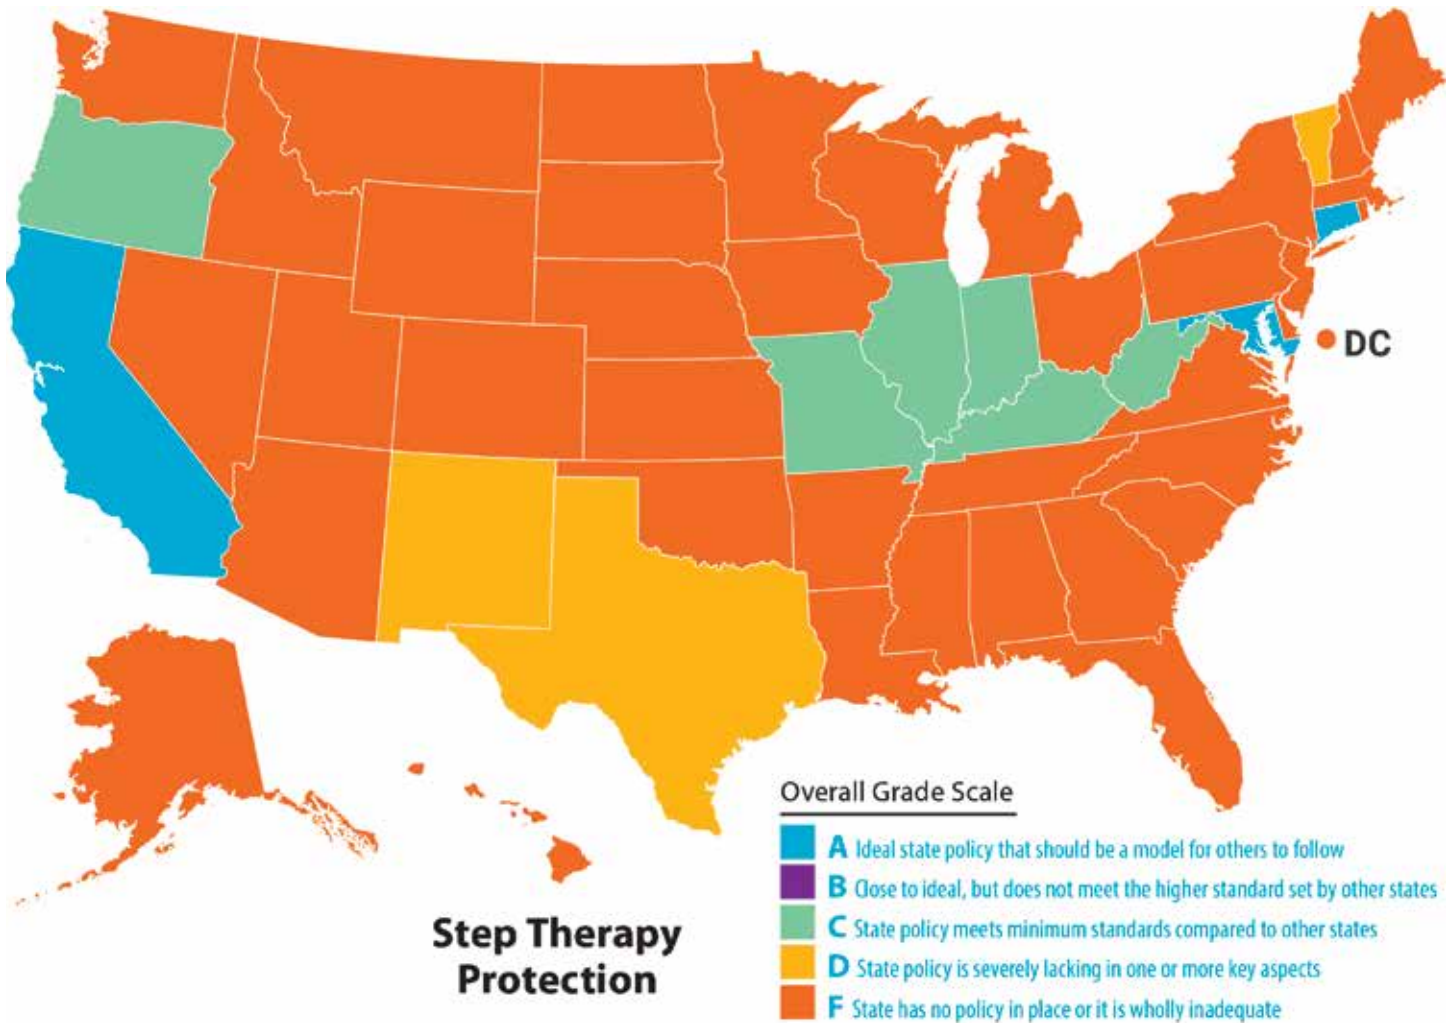 DC
Overall Grade Scale
A Ideal state policy that should be a model for others to follow
B Close to ideal, but does not meet the higher standard set by other states
C State policy meets minimum standards compared to other states
D State policy is severely lacking in one or more key aspects
F State has no policy in place or it is wholly inadequate
Step Therapy
Protection